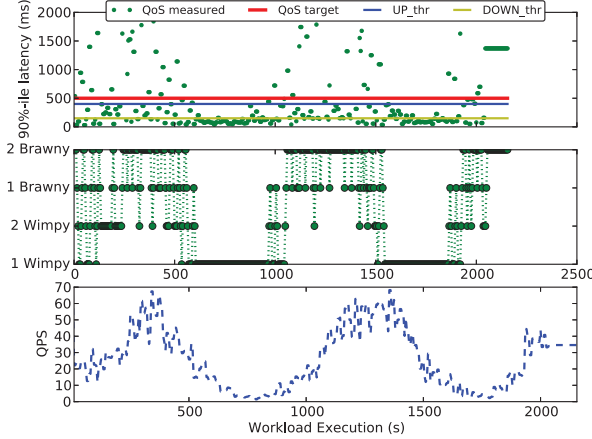 QoS measured QoS target UP_thr DOWN_thr
90%-ile latency (ms)
2000
1500
1000
500
0
2 Brawny
1 Brawny
2 Wimpy
1 Wimpy
0 500 1000 1500 2000 2500
QPS
70
60
50
40
30
20
10
0
500 1000 1500 2000
Workload Execution (s)